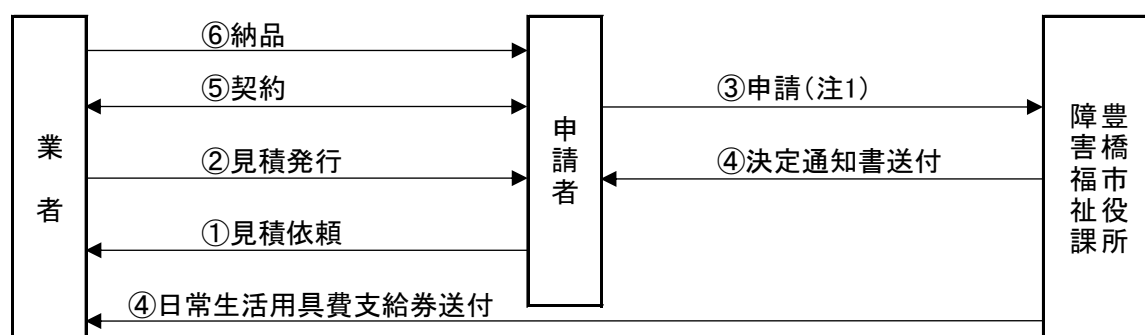 ⑥納品
⑤契約
③申請(注1)
業者
②見積発行
申請者
④決定通知書送付
豊橋市役所
障害福祉課
①見積依頼
④日常生活用具費支給券送付